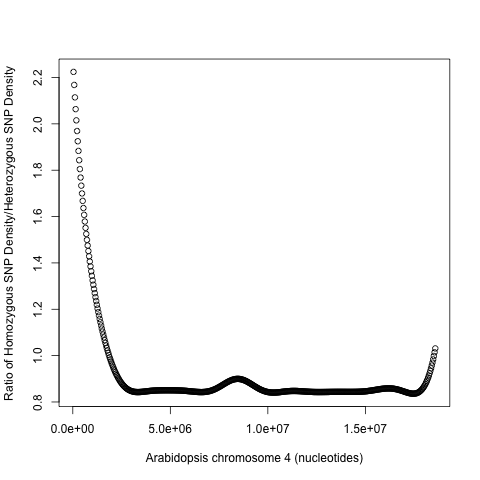 Ratio of Homozygous SNP Density/Heterozygous SNP Density
2.2
2.0
1.8
1.6
1.4
1.2
1.0
0.8
0.0e+00 5.0e+06 1.0e+07 1.5e+07
Arabidopsis chromosome 4 (nucleotides)